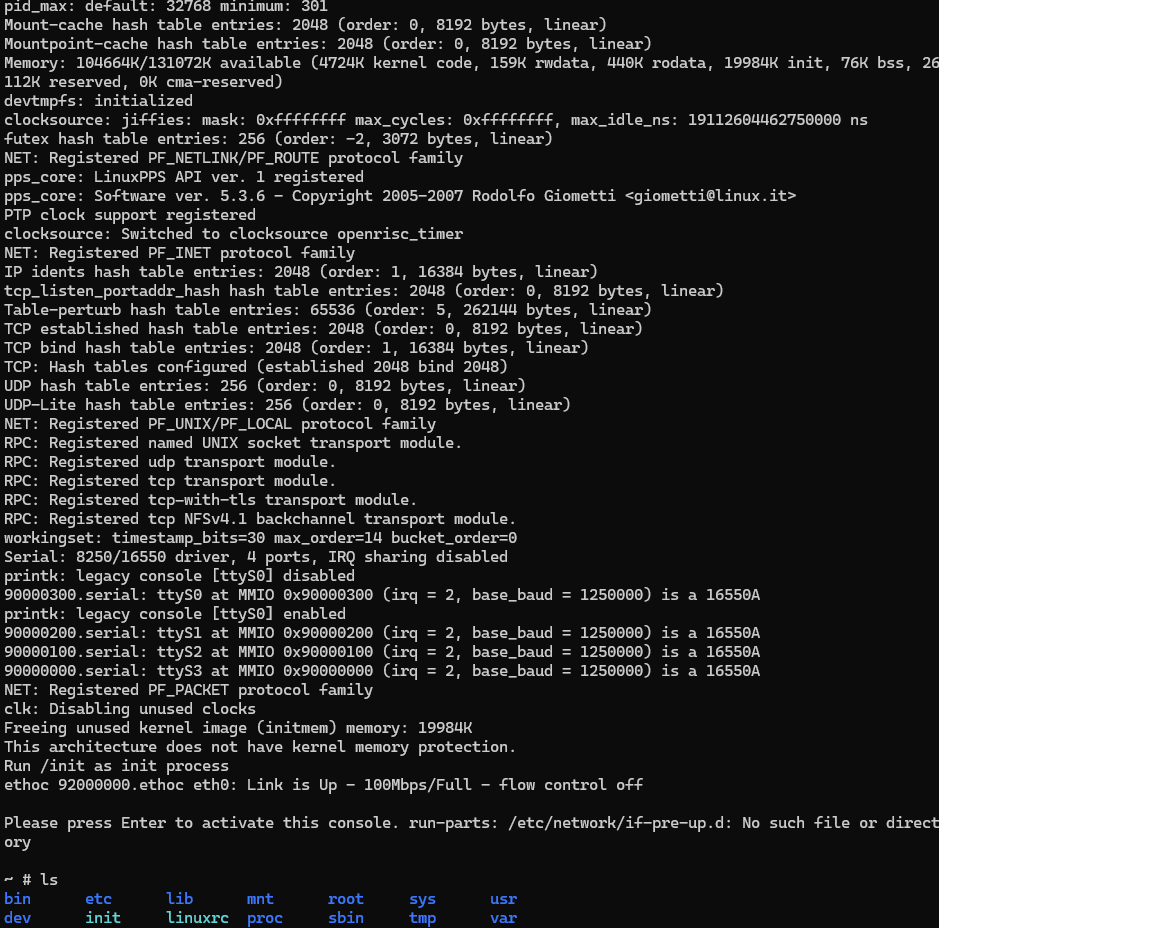 pid_max: default: 32768 minimum: 301
Mount-cache hash table entries: 2048 (order: 0, 8192 bytes, linear)
Mountpoint-cache hash table entries: 2048 (order: 0, 8192 bytes, linear)
Memory: 104664K/131072K available (4724K kernel code, 159K rwdata, 440K rodata, 19984K init, 76K bss, 26
112K reserved, 0K cma-reserved)
devtmpfs: initialized
clocksource: jiffies: mask: 0xffffffff max_cycles: 0xffffffff, max_idle_ns: 19112604462750000 ns
futex hash table entries: 256 (order: -2, 3072 bytes, linear)
NET: Registered PF_NETLINK/PF_ROUTE protocol family
pps_core: LinuxPPS API ver. 1 registered
pps_core: Software ver. 5.3.6 - Copyright 2005-2007 Rodolfo Giometti <giometti@linux.it>
PTP clock support registered
clocksource: Switched to clocksource openrisc_timer
NET: Registered PF_INET protocol family
IP idents hash table entries: 2048 (order: 1, 16384 bytes, linear)
tcp_listen_portaddr_hash hash table entries: 2048 (order: 0, 8192 bytes, linear)
Table-perturb hash table entries: 65536 (order: 5, 262144 bytes, linear)
TCP established hash table entries: 2048 (order: 0, 8192 bytes, linear)
TCP bind hash table entries: 2048 (order: 1, 16384 bytes, linear)
TCP: Hash tables configured (established 2048 bind 2048)
UDP hash table entries: 256 (order: 0, 8192 bytes, linear)
UDP-Lite hash table entries: 256 (order: 0, 8192 bytes, linear)
NET: Registered PF_UNIX/PF_LOCAL protocol family
RPC: Registered named UNIX socket transport module.
RPC: Registered udp transport module.
RPC: Registered tcp transport module.
RPC: Registered tcp-with-tls transport module.
RPC: Registered tcp NFSv4.1 backchannel transport module.
workingset: timestamp_bits=30 max_order=14 bucket_order=0
Serial: 8250/16550 driver, 4 ports, IRQ sharing disabled
printk: legacy console [ttyS0] disabled
90000300.serial: ttyS0 at MMIO 0x90000300 (irq = 2, base_baud = 1250000) is a 16550A
printk: legacy console [ttyS0] enabled
90000200.serial: ttyS1 at MMIO 0x90000200 (irq = 2, base_baud = 1250000) is a 16550A
90000100.serial: ttyS2 at MMIO 0x90000100 (irq = 2, base_baud = 1250000) is a 16550A
90000000.serial: ttyS3 at MMIO 0x90000000 (irq = 2, base_baud = 1250000) is a 16550A
NET: Registered PF_PACKET protocol family
clk: Disabling unused clocks
Freeing unused kernel image (initmem) memory: 19984K
This architecture does not have kernel memory protection.
Run /init as init process
ethoc 92000000.ethoc eth0: Link is Up - 100Mbps/Full - flow control off
Please press Enter to activate this console. run-parts: /etc/network/if-pre-up.d: No such file or direct
ory
~ # ls
bin etc lib mnt root sys usr
dev init linuxrc proc sbin tmp var